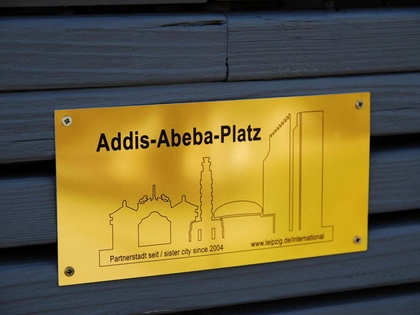 Addis-Abeba-Platz
Partnerstadt seit / sister city since 2004
www.leipzig.de/international